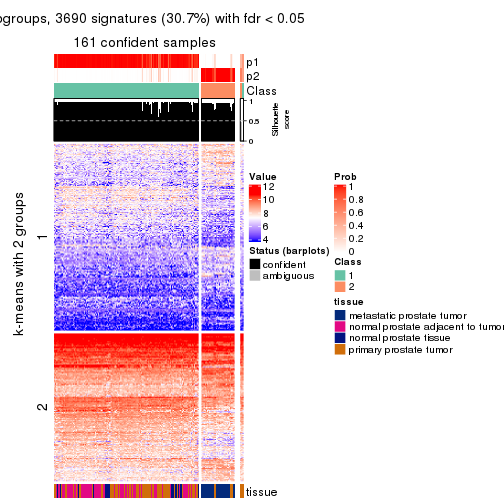 ogroups, 3690 signatures (30.7%) with fdr < 0.05
161 confident samples
p1
p2
Class
1
0.5
0
Silhouette
score
k-means with 2 groups
1
2
Value
12
10
8
6
4
Status (barplots)
confident
ambiguous
Prob
1
0.8
0.6
0.4
0.2
0
Class
1
2
tissue
metastatic prostate tumor
normal prostate adjacent to tumor
normal prostate tissue
primary prostate tumor
tissue